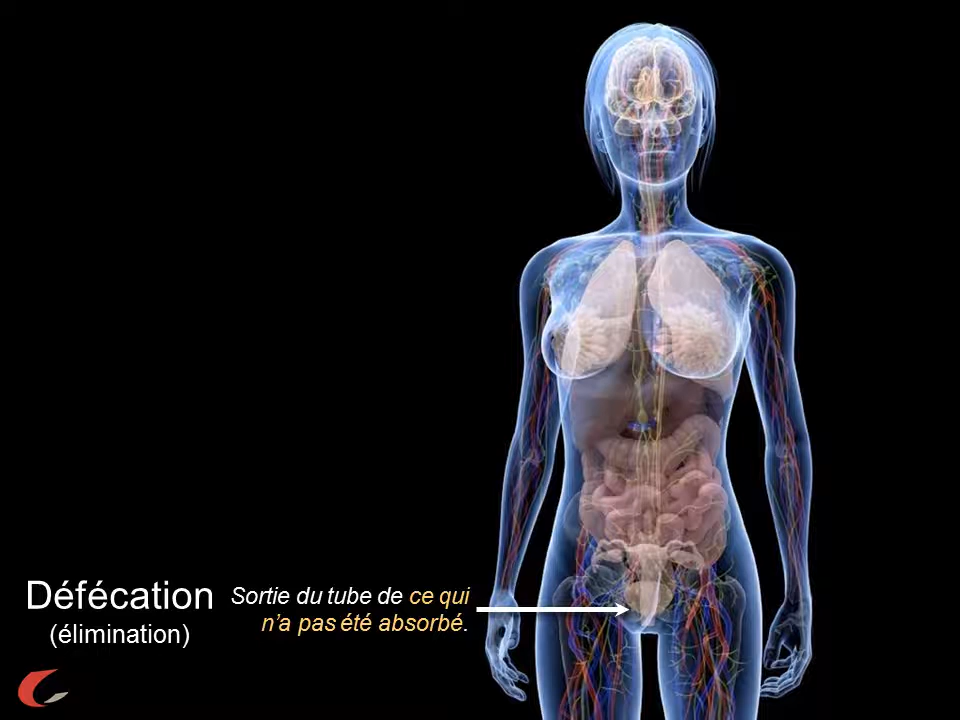 Défécation
(élimination)
Sortie du tube de ce qui
n’a pas été absorbé.